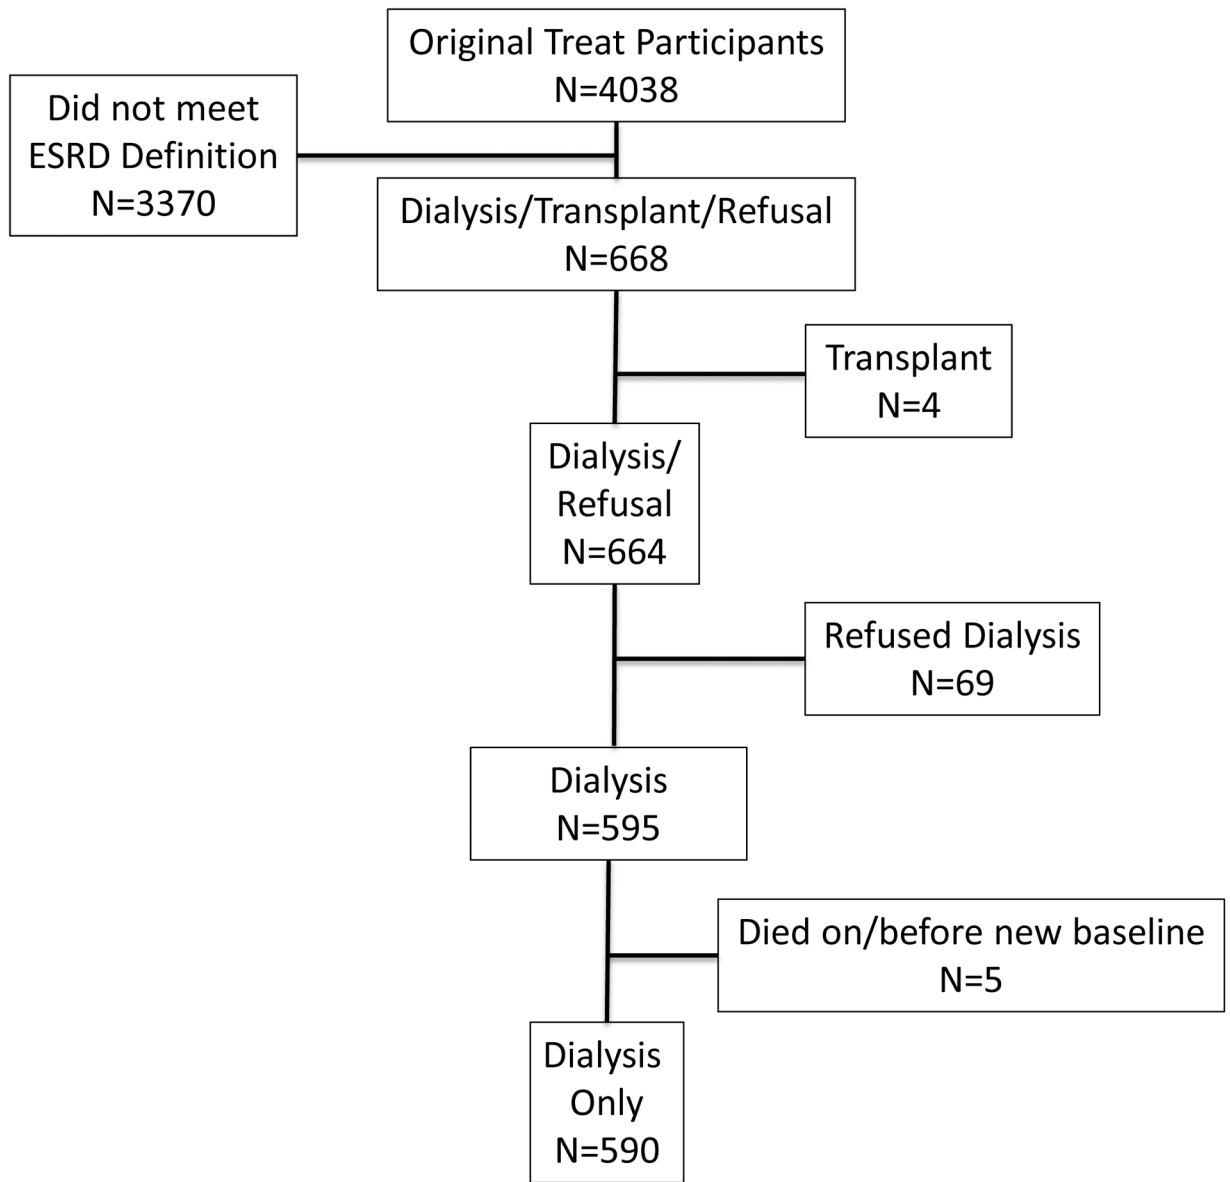 Original Treat Participants
N=4038
Did not meet
ESRD Definition
N=3370
Dialysis/Transplant/Refusal
N=668
Transplant
N=4
Dialysis/
Refusal
N=664
Refused Dialysis
N=69
Dialysis
N=595
Died on/before new baseline
N=5
Dialysis
Only
N=590